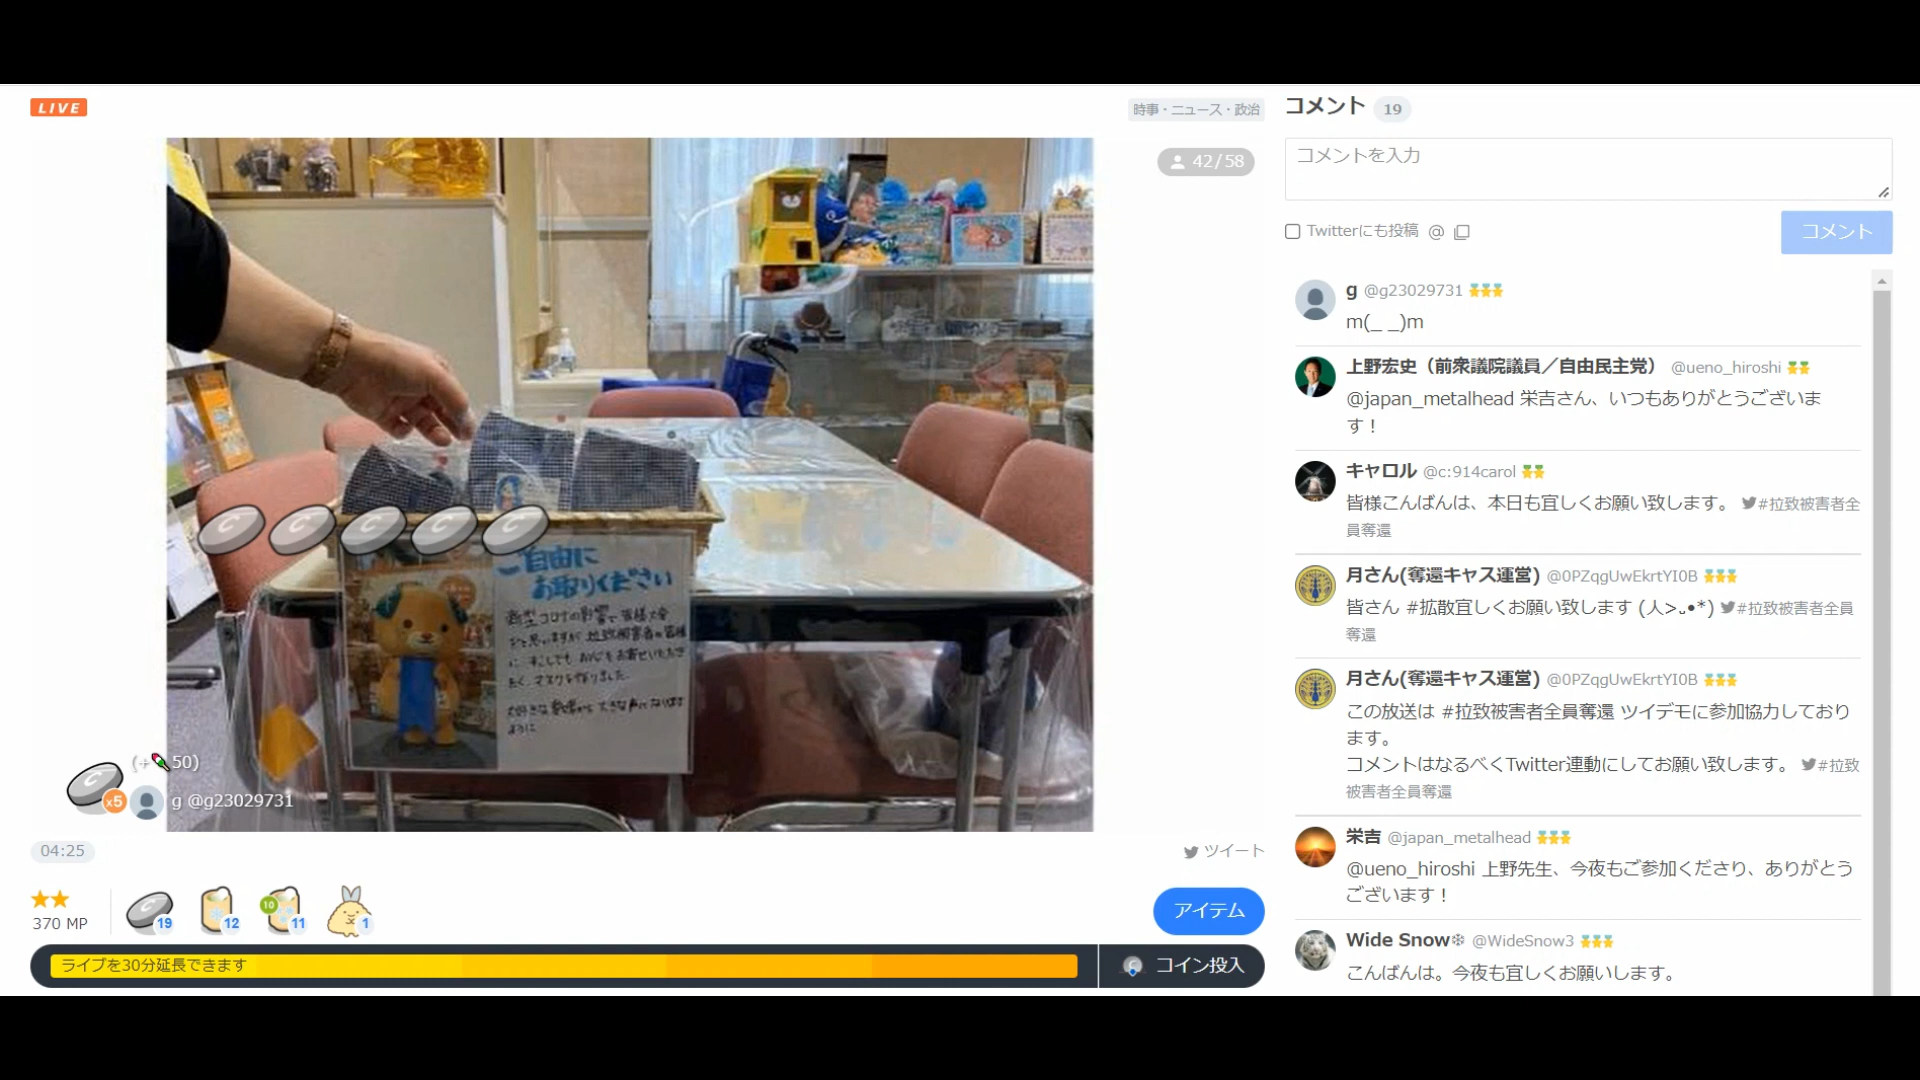 LIVE
時事・ニュース・政治
42/58
ご自由に
お取りください
(+ 50)
x5
g @g23029731
04:25
ツイート
370 MP
19
12
10
11
1
アイテム
ライブを30分延長できます
コイン投入
コメント 19
コメントを入力
Twitterにも投稿 @
コメント
g @g23029731
m(_ _)m
上野宏史（前衆議院議員／自由民主党） @ueno_hiroshi
@japan_metalhead 栄吉さん、いつもありがとうございま
す！
キャロル @c:914carol
皆様こんばんは、本日も宜しくお願い致します。 #拉致被害者全
員奪還
月さん(奪還キャス運営) @0PZqgUwEkrtYI0B
皆さん #拡散宜しくお願い致します (人>ᴗ•*) #拉致被害者全員
奪還
月さん(奪還キャス運営) @0PZqgUwEkrtYI0B
この放送は #拉致被害者全員奪還 ツイデモに参加協力しており
ます。
コメントはなるべくTwitter連動にしてお願い致します。 #拉致
被害者全員奪還
栄吉 @japan_metalhead
@ueno_hiroshi 上野先生、今夜もご参加くださり、ありがとう
ございます！
Wide Snow❄ @WideSnow3
こんばんは。今夜も宜しくお願いします。